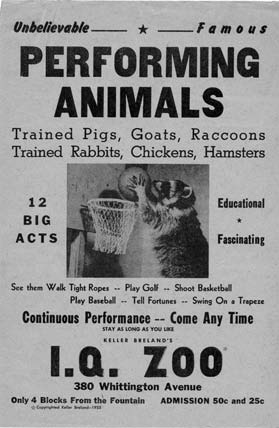 Unbelievable ★ Famous
PERFORMING
ANIMALS
Trained Pigs, Goats, Raccoons
Trained Rabbits, Chickens, Hamsters
12
BIG
ACTS
Educational
★
Fascinating
See them Walk Tight Ropes -- Play Golf -- Shoot Basketball
Play Baseball -- Tell Fortunes -- Swing On a Trapeze
Continuous Performance -- Come Any Time
STAY AS LONG AS YOU LIKE
KELLER BRELAND'S
I.Q. ZOO
380 Whittington Avenue
Only 4 Blocks From the Fountain ADMISSION 50c and 25c
Copyrighted Keller Breland-1955